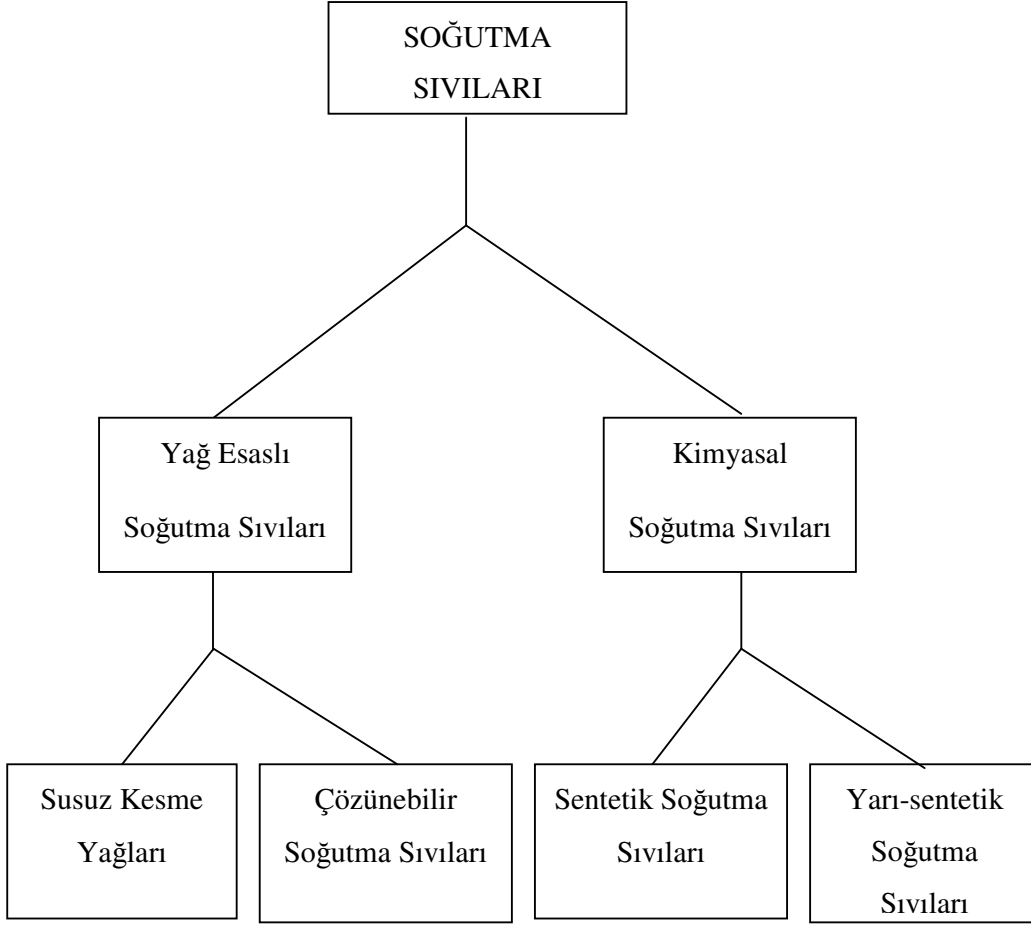 SOĞUTMA
SIVILARI
Yağ Esaslı
Soğutma Sıvıları
Kimyasal
Soğutma Sıvıları
Susuz Kesme
Yağları
Çözünebilir
Soğutma Sıvıları
Sentetik Soğutma
Sıvıları
Yarı-sentetik
Soğutma
Sıvıları